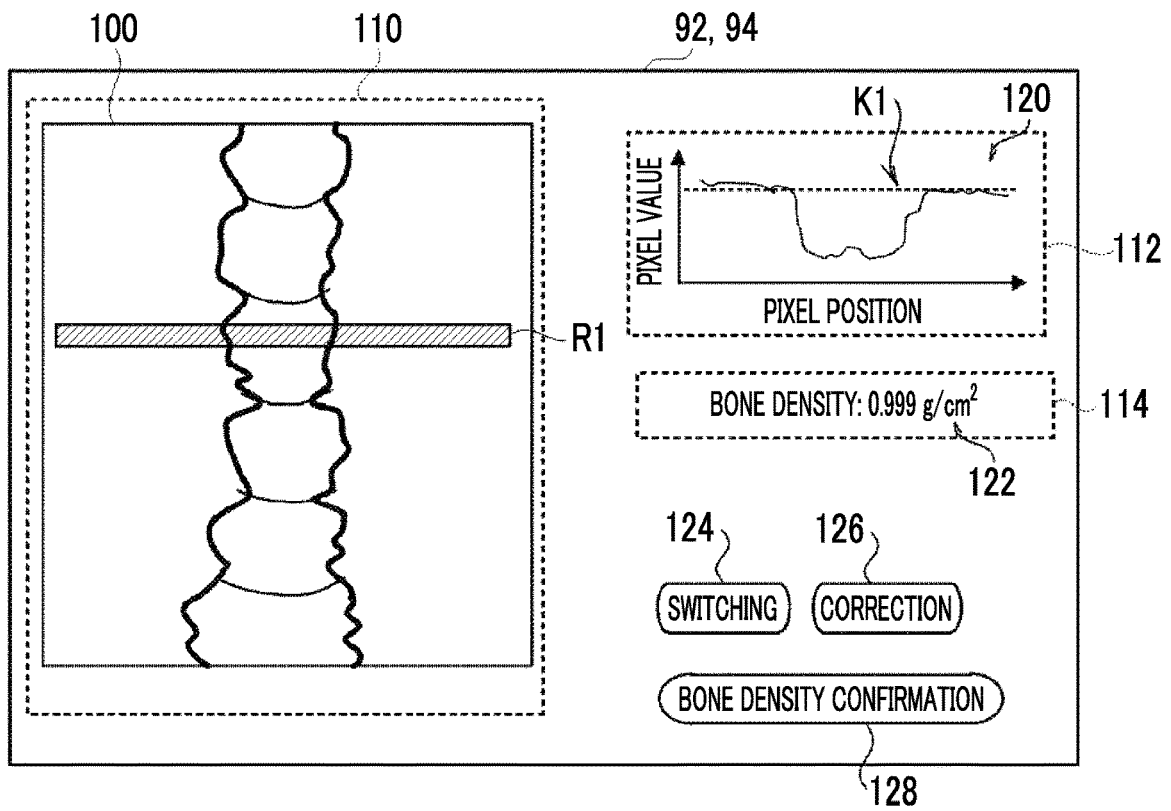 100
110
92, 94
K1
120
PIXEL VALUE
PIXEL POSITION
112
R1
BONE DENSITY: 0.999 g/cm²
114
122
124
126
SWITCHING
CORRECTION
BONE DENSITY CONFIRMATION
128